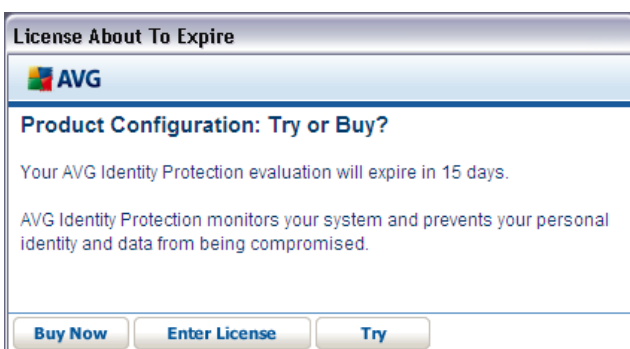 License About To Expire
AVG
Product Configuration: Try or Buy?
Your AVG Identity Protection evaluation will expire in 15 days.
AVG Identity Protection monitors your system and prevents your personal
identity and data from being compromised.
Buy Now Enter License Try